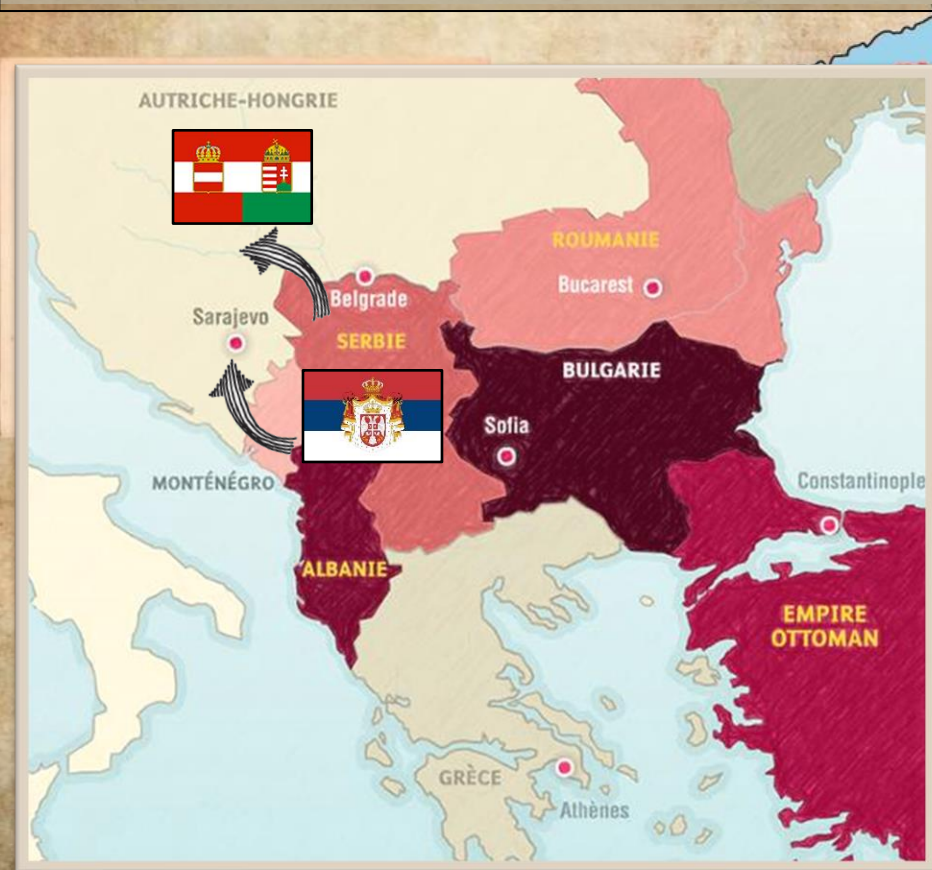 AUTRICHE-HONGRIE
ROUMANIE
Bucarest
Belgrade
Sarajevo
SERBIE
BULGARIE
Sofia
MONTÉNÉGRO
Constantinople
ALBANIE
EMPIRE
OTTOMAN
GRÈCE
Athènes